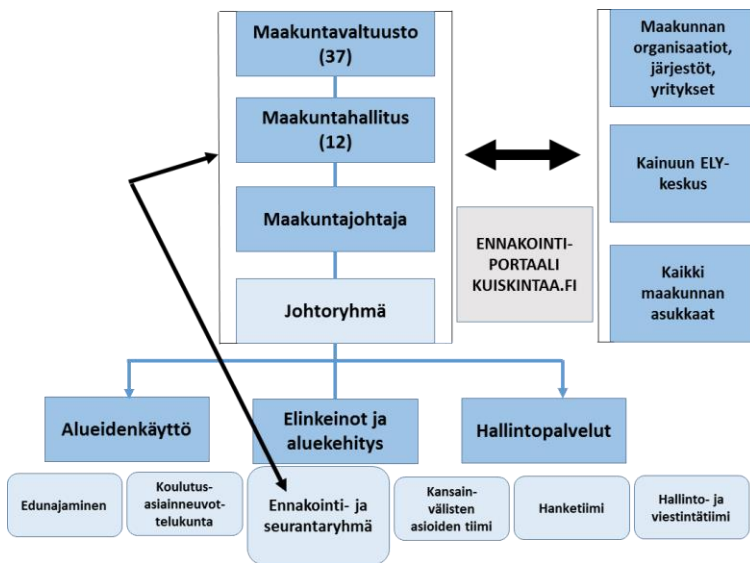 Maakuntavaltuusto
(37)
Maakuntahallitus
(12)
Maakuntajohtaja
Johtoryhmä
ENNAKOINTI-
PORTAALI
KUISKINTAA.FI
Maakunnan
organisaatiot,
järjestöt,
yritykset
Kainuun ELY-
keskus
Kaikki
maakunnan
asukkaat
Alueidenkäyttö
Elinkeinot ja
aluekehitys
Hallintopalvelut
Edunajaminen
Koulutus-
asiainneuvot-
telukunta
Ennakointi- ja
seurantaryhmä
Kansain-
välisten
asioiden tiimi
Hanketiimi
Hallinto- ja
viestintätiimi